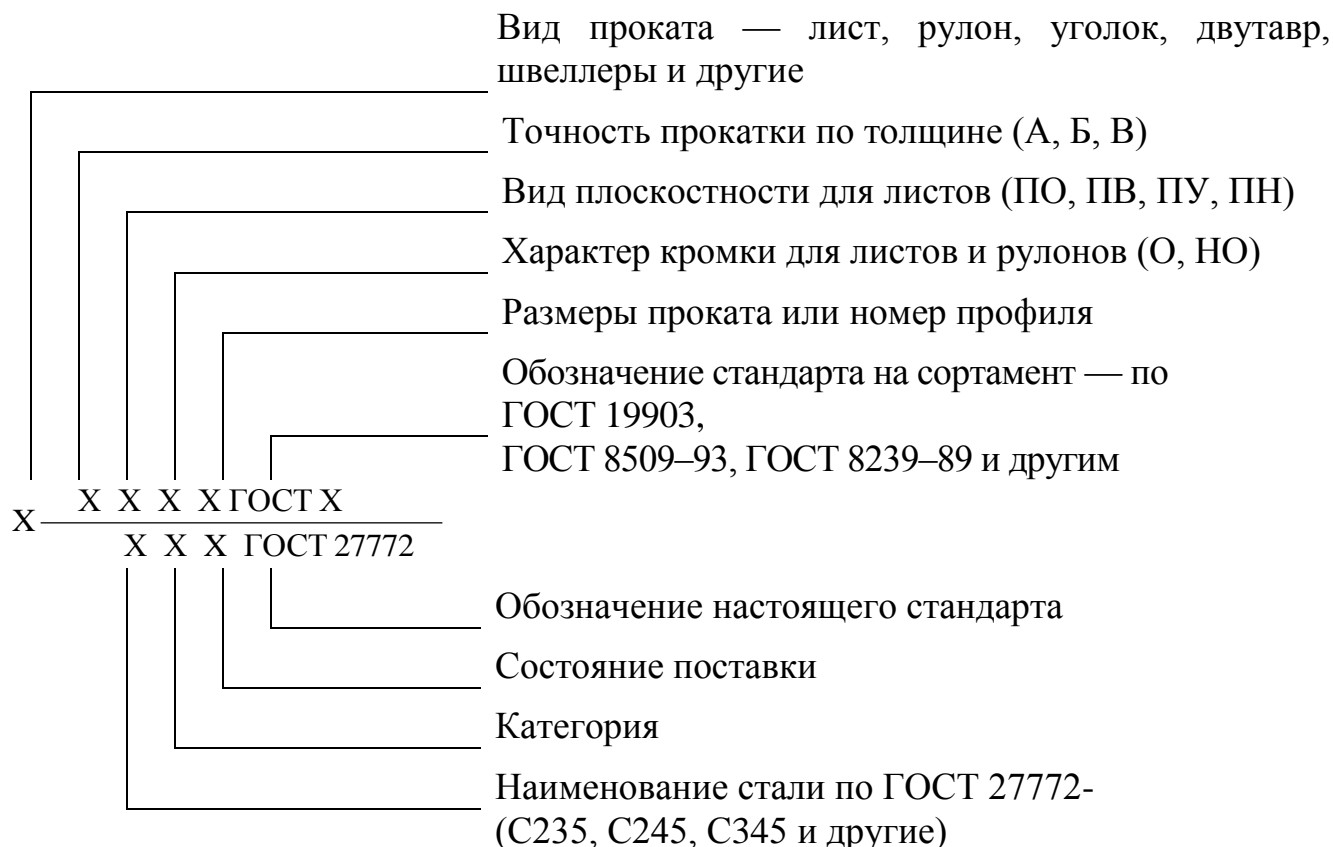 Вид проката — лист, рулон, уголок, двутавр,
швеллеры и другие
Точность прокатки по толщине (А, Б, В)
Вид плоскостности для листов (ПО, ПВ, ПУ, ПН)
Характер кромки для листов и рулонов (О, НО)
Размеры проката или номер профиля
Обозначение стандарта на сортамент — по
ГОСТ 19903,
ГОСТ 8509–93, ГОСТ 8239–89 и другим
Х Х Х Х ГОСТ Х
Х
Х Х Х ГОСТ 27772
Обозначение настоящего стандарта
Состояние поставки
Категория
Наименование стали по ГОСТ 27772-
(С235, С245, С345 и другие)